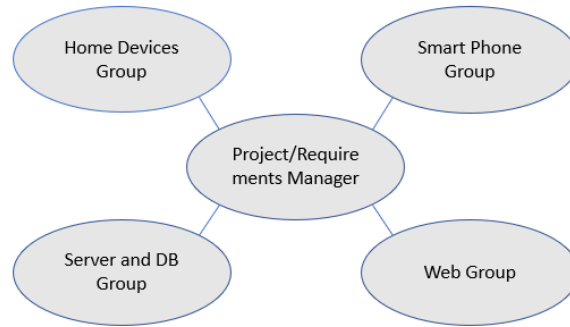 Home Devices
Group
Smart Phone
Group
Project/Require
ments Manager
Server and DB
Group
Web Group